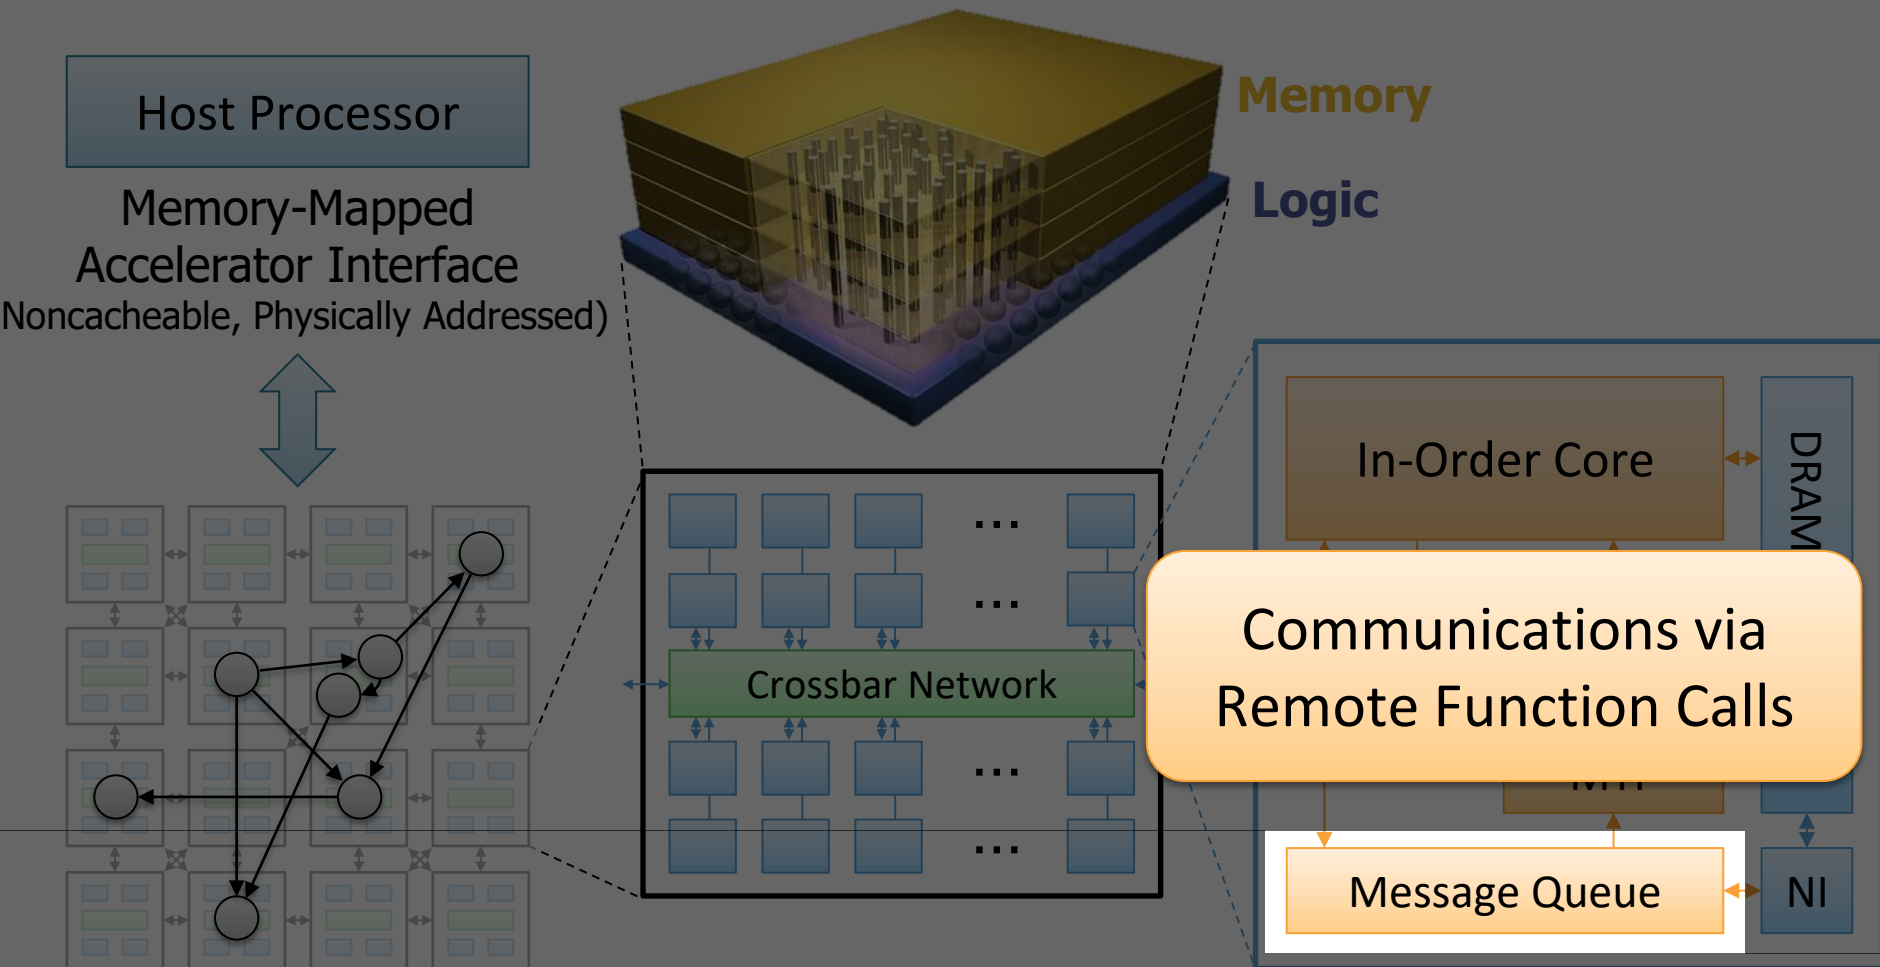 Host Processor
Memory-Mapped
Accelerator Interface
Noncacheable, Physically Addressed)
Memory
Logic
Crossbar Network
...
...
...
...
In-Order Core
DRAM
Communications via
Remote Function Calls
Message Queue
NI